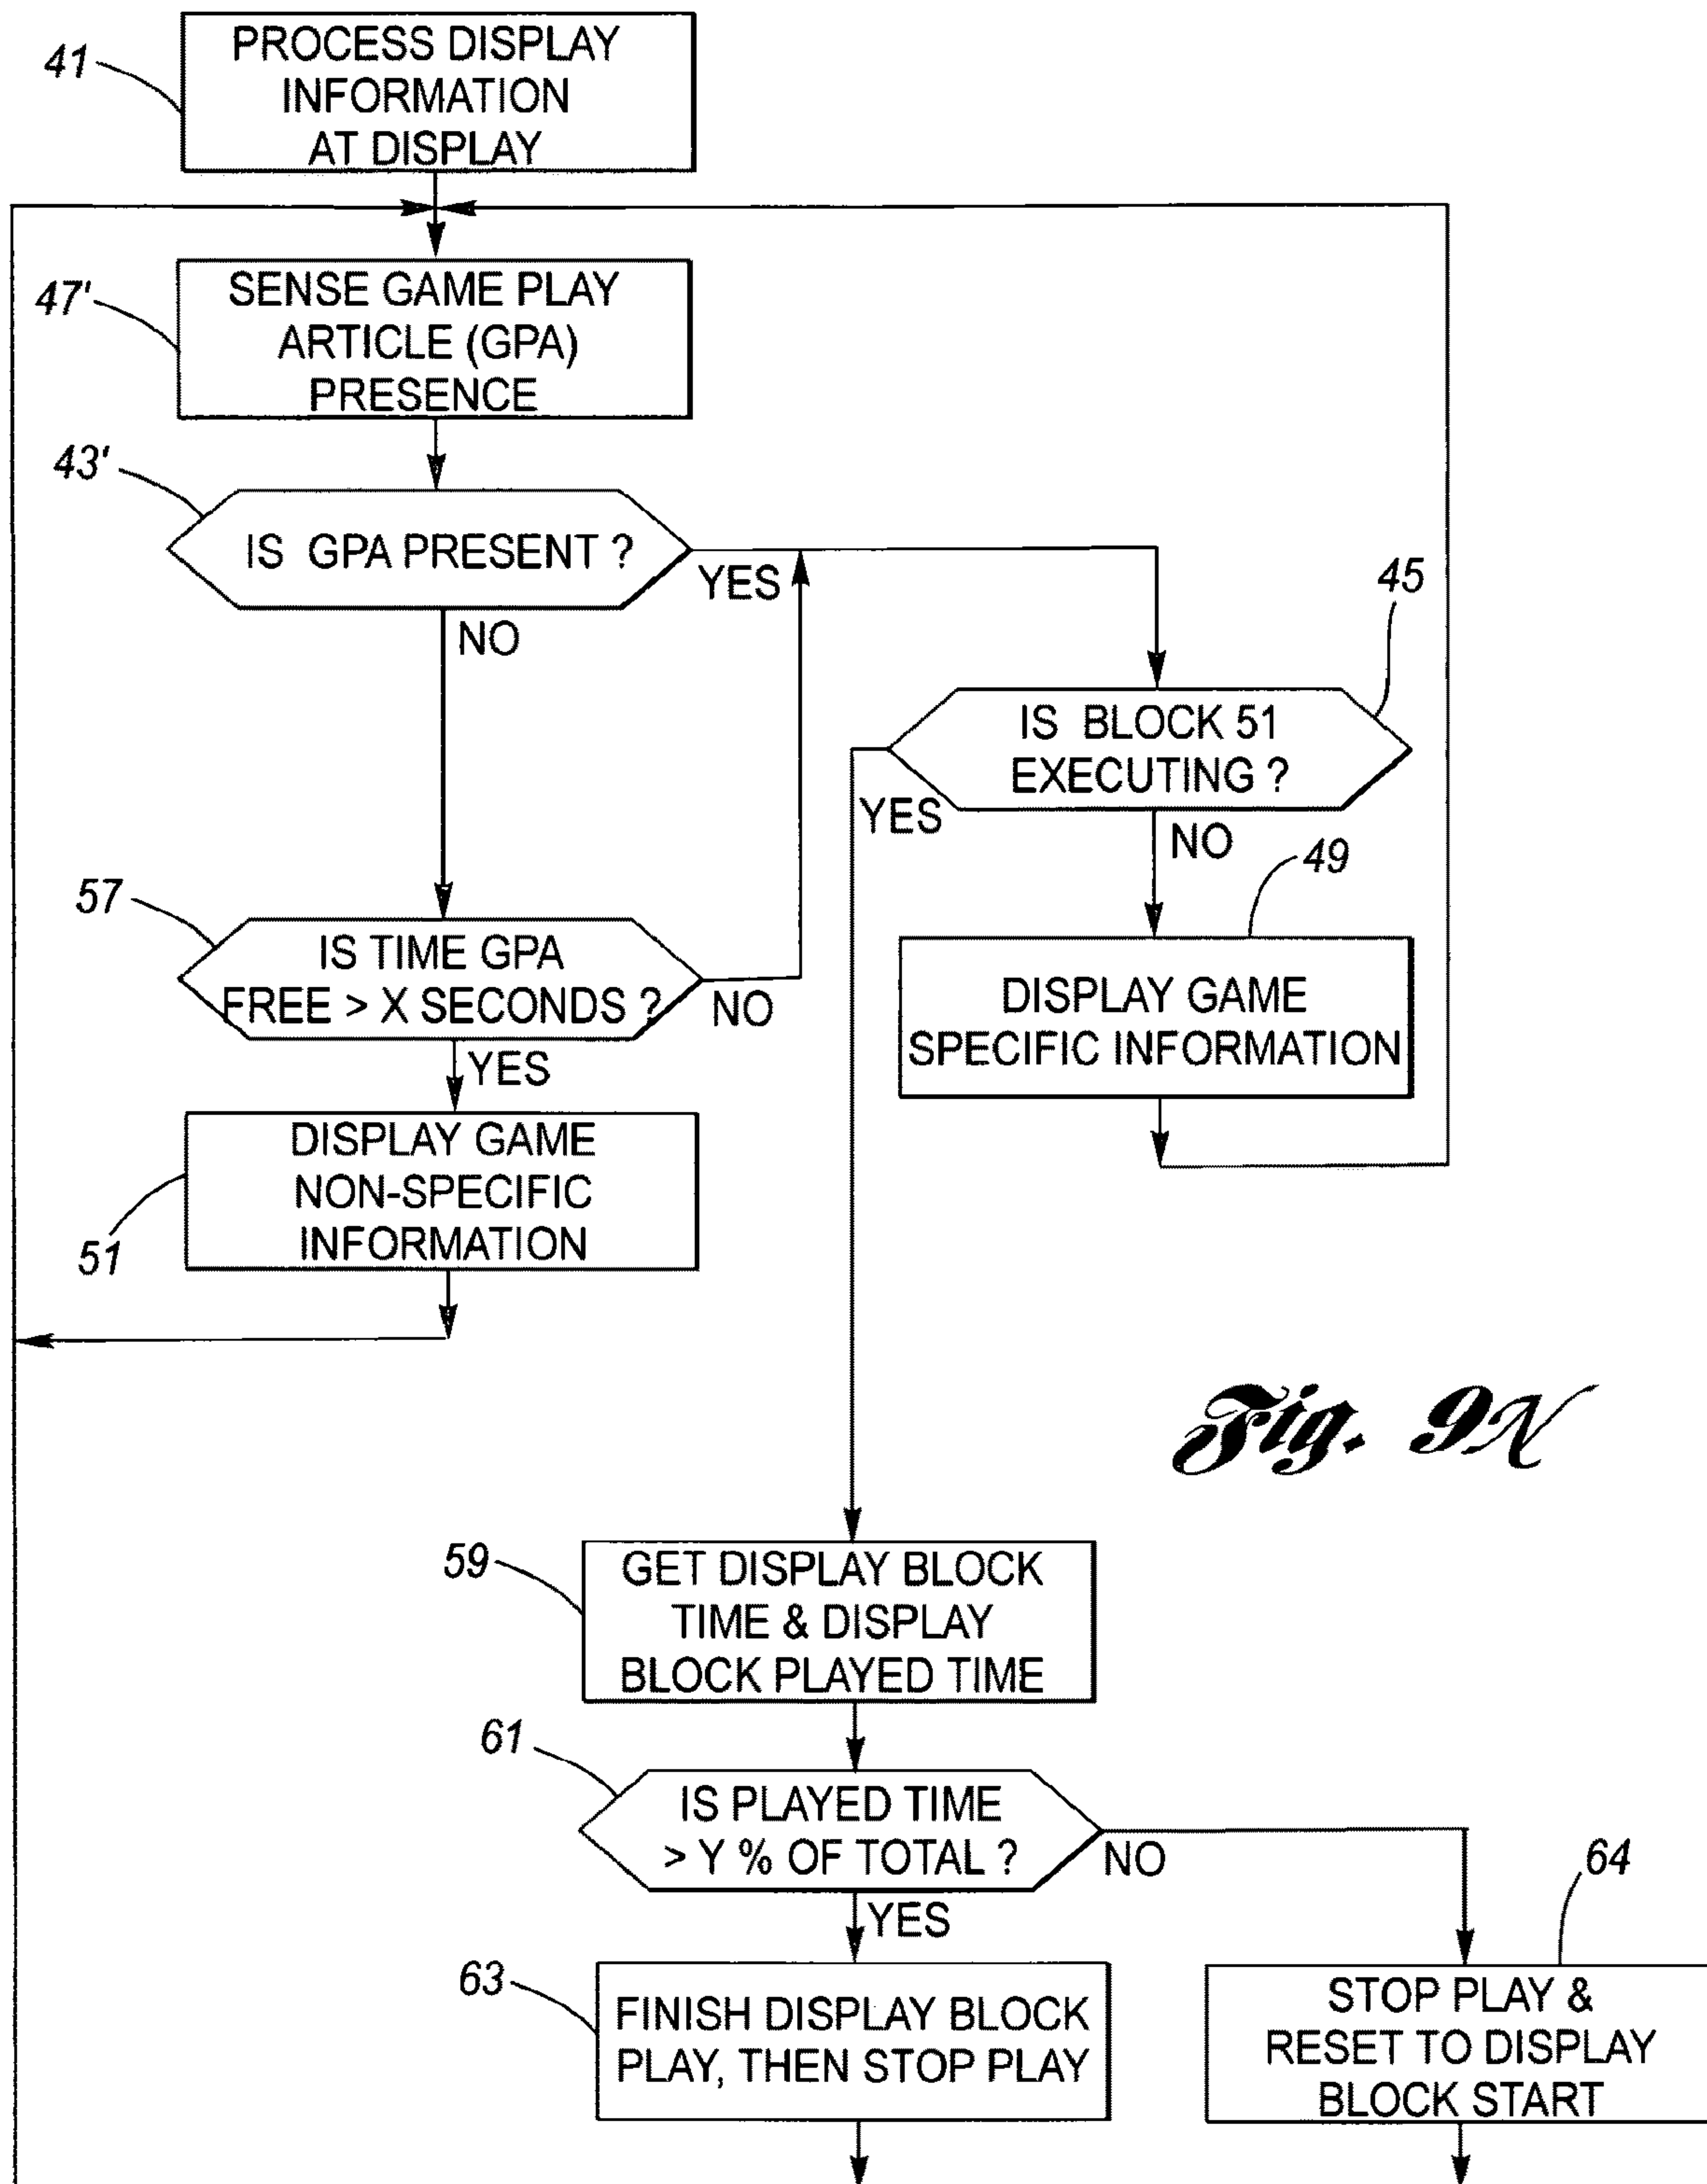 41
PROCESS DISPLAY
INFORMATION
AT DISPLAY
47'
SENSE GAME PLAY
ARTICLE (GPA)
PRESENCE
43'
IS GPA PRESENT ?
YES
NO
45
IS BLOCK 51
EXECUTING ?
YES
NO
49
DISPLAY GAME
SPECIFIC INFORMATION
57
IS TIME GPA
FREE > X SECONDS ?
NO
YES
DISPLAY GAME
NON-SPECIFIC
INFORMATION
51
Fig. 9X
59
GET DISPLAY BLOCK
TIME & DISPLAY
BLOCK PLAYED TIME
61
IS PLAYED TIME
> Y % OF TOTAL ?
NO
YES
64
63
FINISH DISPLAY BLOCK
PLAY, THEN STOP PLAY
STOP PLAY &
RESET TO DISPLAY
BLOCK START